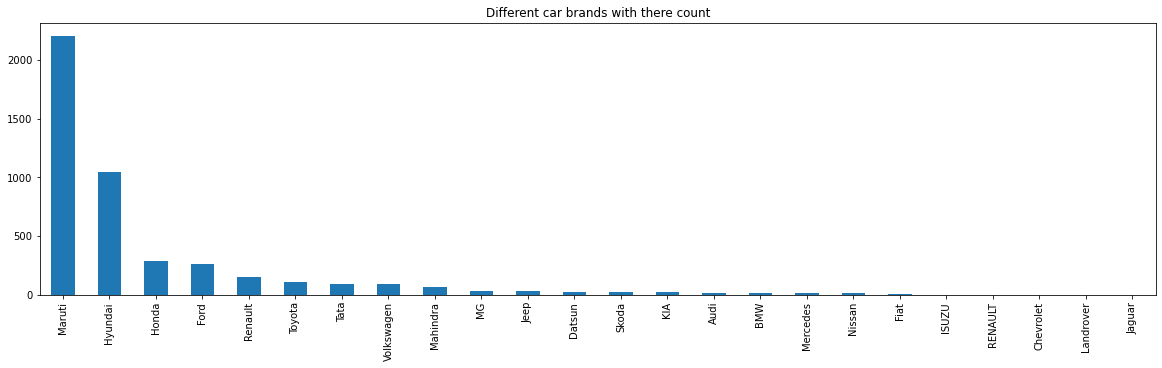 Different car brands with there count
2000
1500
1000
500
0
Maruti
Hyundai
Honda
Ford
Renault
Toyota
Tata
Volkswagen
Mahindra
MG
Jeep
Datsun
Skoda
KIA
Audi
BMW
Mercedes
Nissan
Fiat
ISUZU
RENAULT
Chevrolet
Landrover
Jaguar